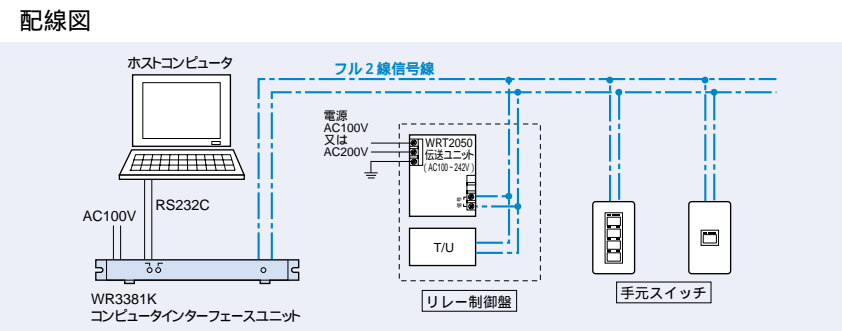 配線図
ホストコンピュータ
フル2線信号線
電源
AC100V
又は
AC200V
WRT2050
伝送ユニット
(AC100~242V)
信号
RS232C
AC100V
T/U
WR3381K
コンピュータインターフェースユニット
リレー制御盤
手元スイッチ